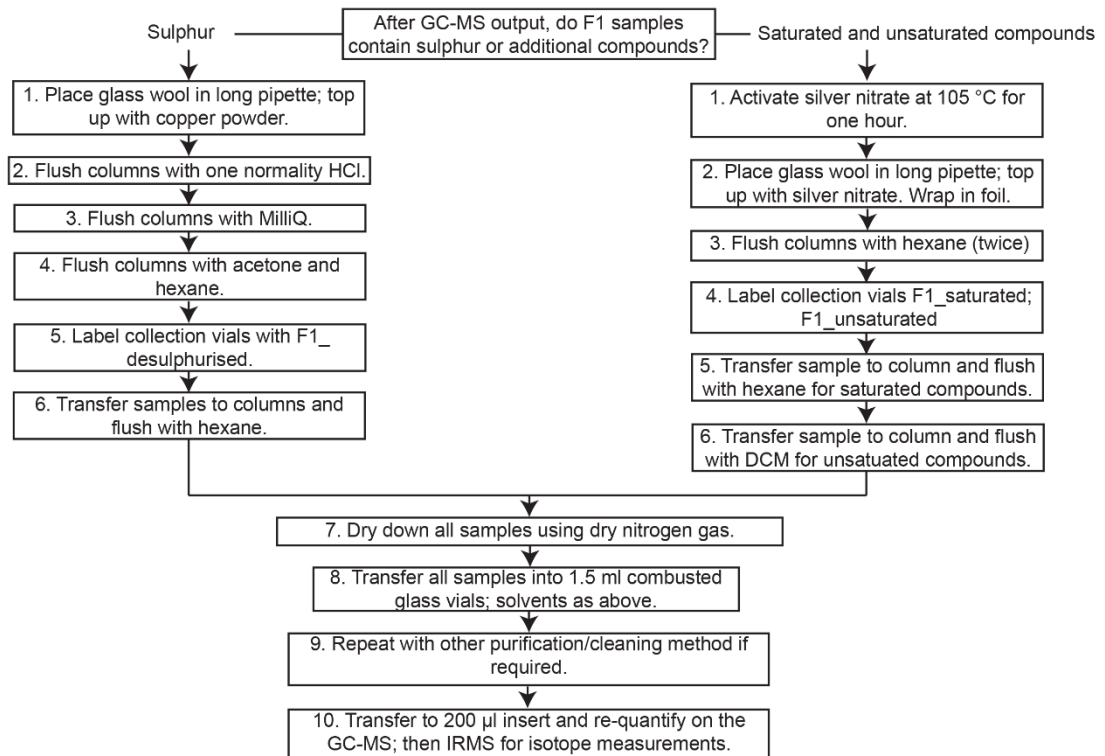 After GC-MS output, do F1 samples
contain sulphur or additional compounds?
Sulphur
1. Place glass wool in long pipette; top
up with copper powder.
2. Flush columns with one normality HCl.
3. Flush columns with MilliQ.
4. Flush columns with acetone and
hexane.
5. Label collection vials with F1_
desulphurised.
6. Transfer samples to columns and
flush with hexane.
Saturated and unsaturated compounds
1. Activate silver nitrate at 105 °C for
one hour.
2. Place glass wool in long pipette; top
up with silver nitrate. Wrap in foil.
3. Flush columns with hexane (twice)
4. Label collection vials F1_saturated;
F1_unsaturated
5. Transfer sample to column and flush
with hexane for saturated compounds.
6. Transfer sample to column and flush
with DCM for unsatuated compounds.
7. Dry down all samples using dry nitrogen gas.
8. Transfer all samples into 1.5 ml combusted
glass vials; solvents as above.
9. Repeat with other purification/cleaning method if
required.
10. Transfer to 200 µl insert and re-quantify on the
GC-MS; then IRMS for isotope measurements.